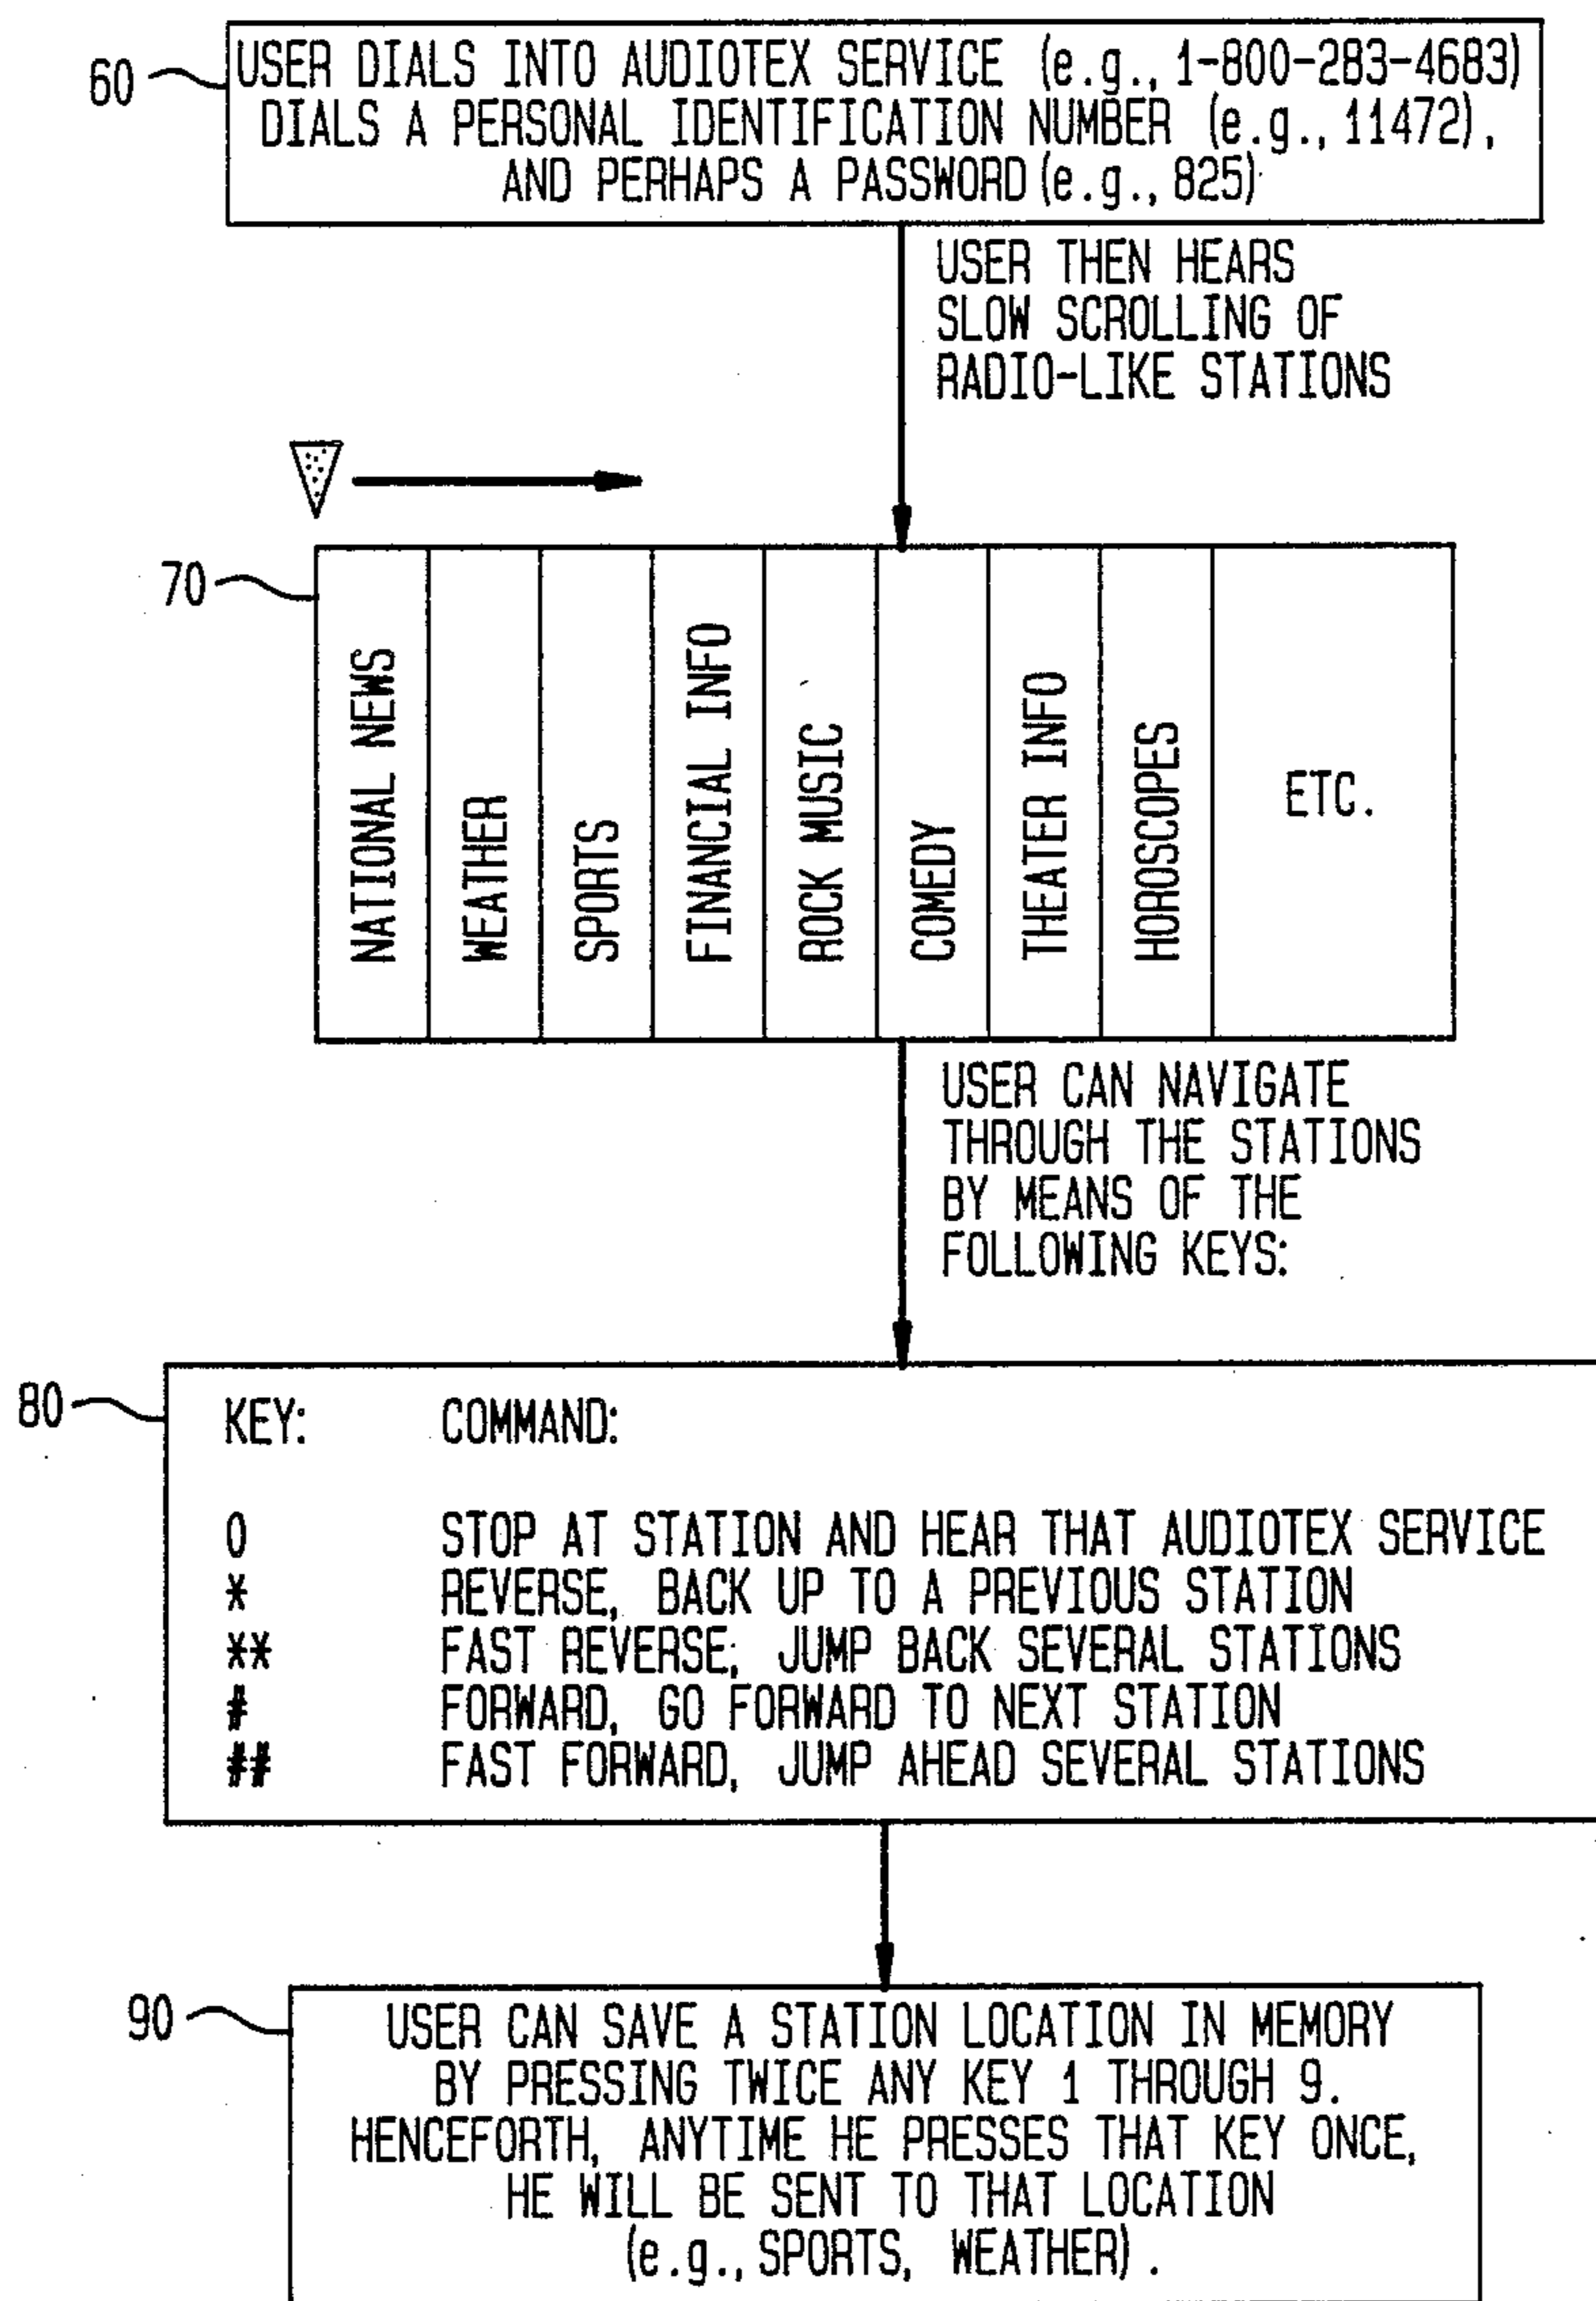 60
USER DIALS INTO AUDIOTEX SERVICE (e.g., 1-800-283-4683)
DIALS A PERSONAL IDENTIFICATION NUMBER (e.g., 11472),
AND PERHAPS A PASSWORD (e.g., 825)
USER THEN HEARS
SLOW SCROLLING OF
RADIO-LIKE STATIONS
70
NATIONAL NEWS
WEATHER
SPORTS
FINANCIAL INFO
ROCK MUSIC
COMEDY
THEATER INFO
HOROSCOPES
ETC.
USER CAN NAVIGATE
THROUGH THE STATIONS
BY MEANS OF THE
FOLLOWING KEYS:
80
KEY: COMMAND:
0 STOP AT STATION AND HEAR THAT AUDIOTEX SERVICE
* REVERSE, BACK UP TO A PREVIOUS STATION
** FAST REVERSE, JUMP BACK SEVERAL STATIONS
# FORWARD, GO FORWARD TO NEXT STATION
## FAST FORWARD, JUMP AHEAD SEVERAL STATIONS
90
USER CAN SAVE A STATION LOCATION IN MEMORY
BY PRESSING TWICE ANY KEY 1 THROUGH 9.
HENCEFORTH, ANYTIME HE PRESSES THAT KEY ONCE,
HE WILL BE SENT TO THAT LOCATION
(e.g., SPORTS, WEATHER).